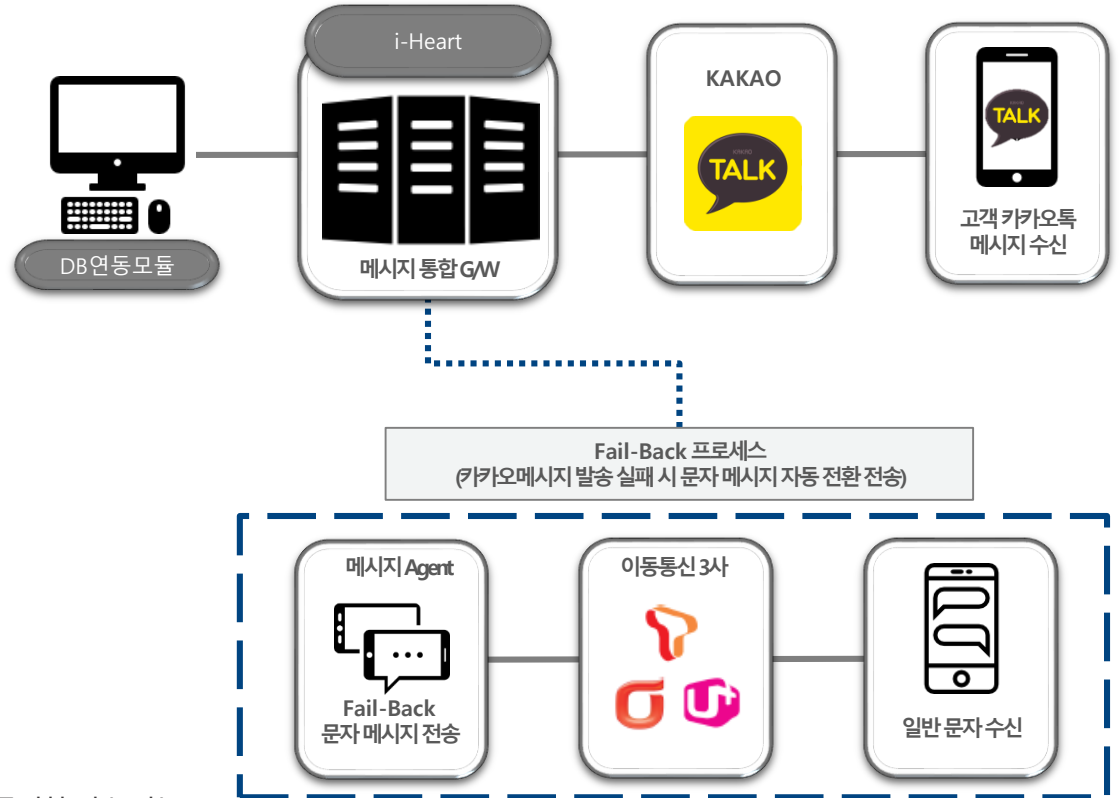 i-Heart
KAKAO
TALK
TALK
고객 카카오톡
메시지 수신
DB연동모듈
메시지 통합 G/W
Fail-Back 프로세스
(카카오메시지 발송 실패 시 문자 메시지 자동 전환 전송)
메시지 Agent
이동통신 3사
U+
Fail-Back
문자 메시지 전송
일반 문자 수신